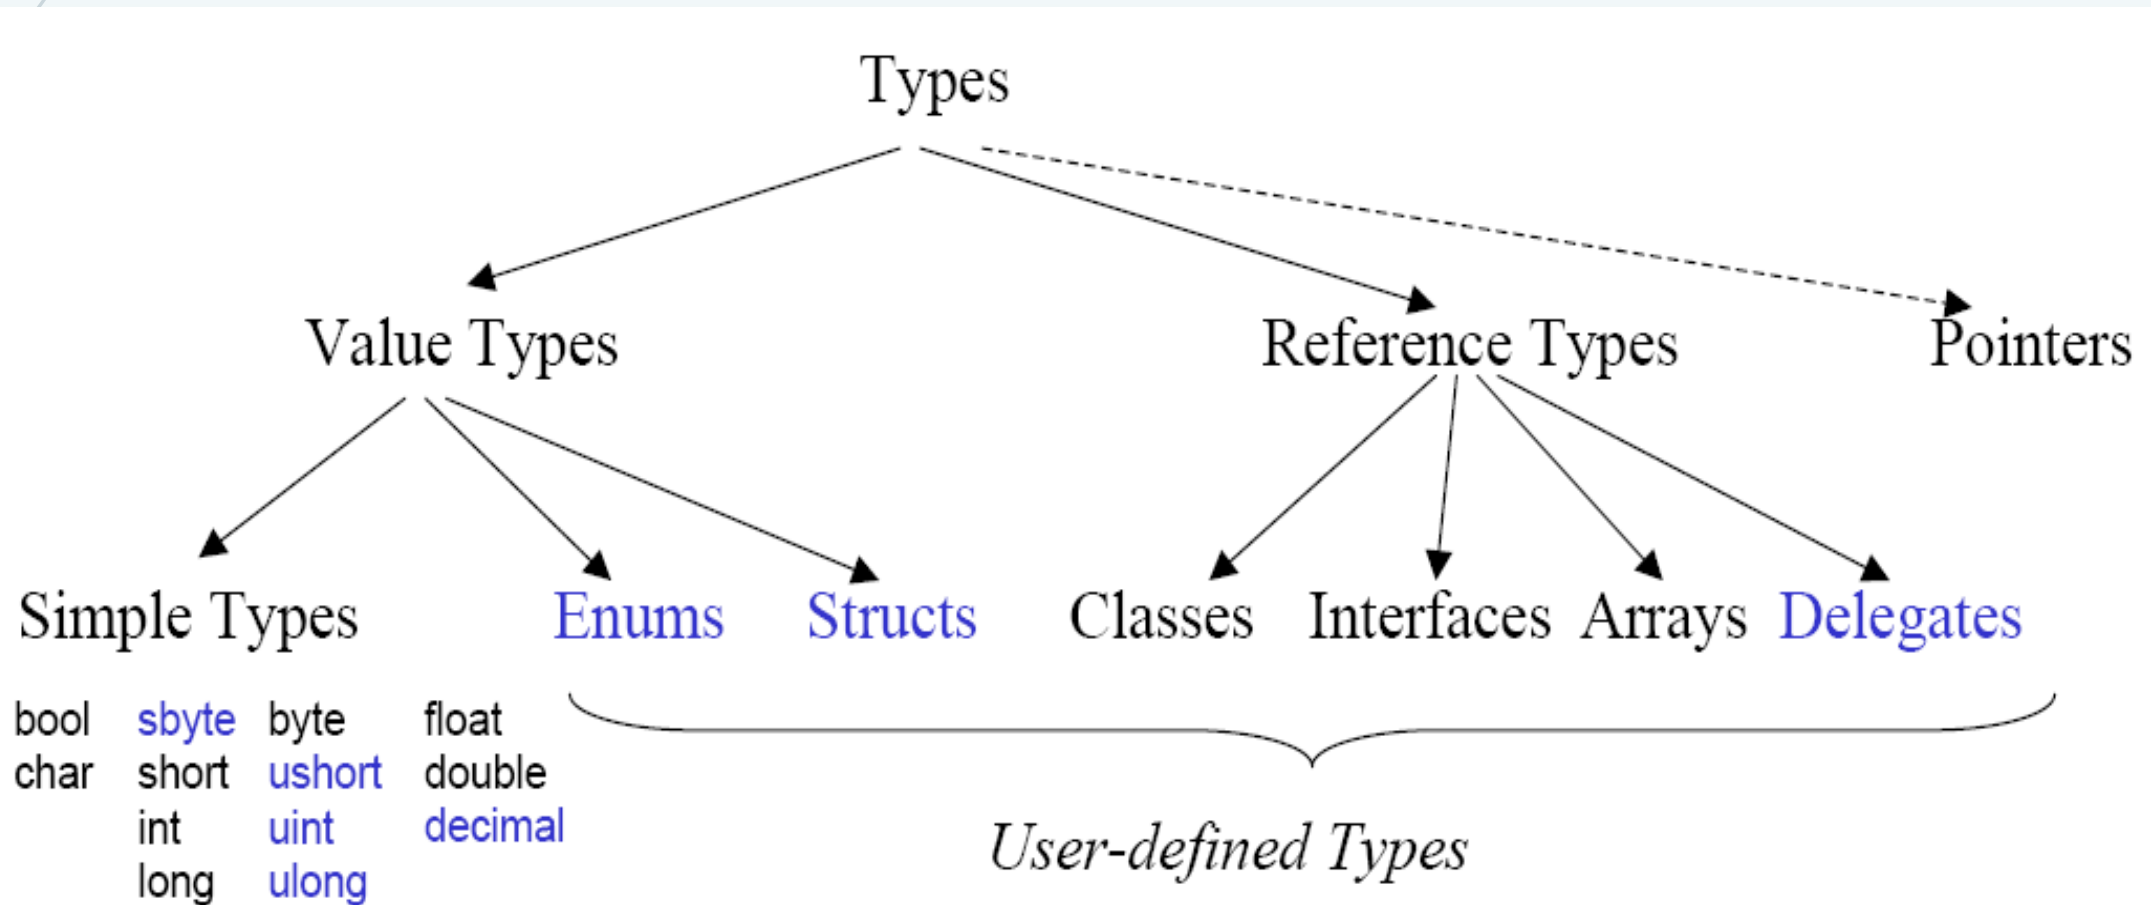 Types
Value Types Reference Types Pointers
Simple Types Enums Structs Classes Interfaces Arrays Delegates
bool sbyte byte float
char short ushort double
int uint decimal
long ulong
User-defined Types